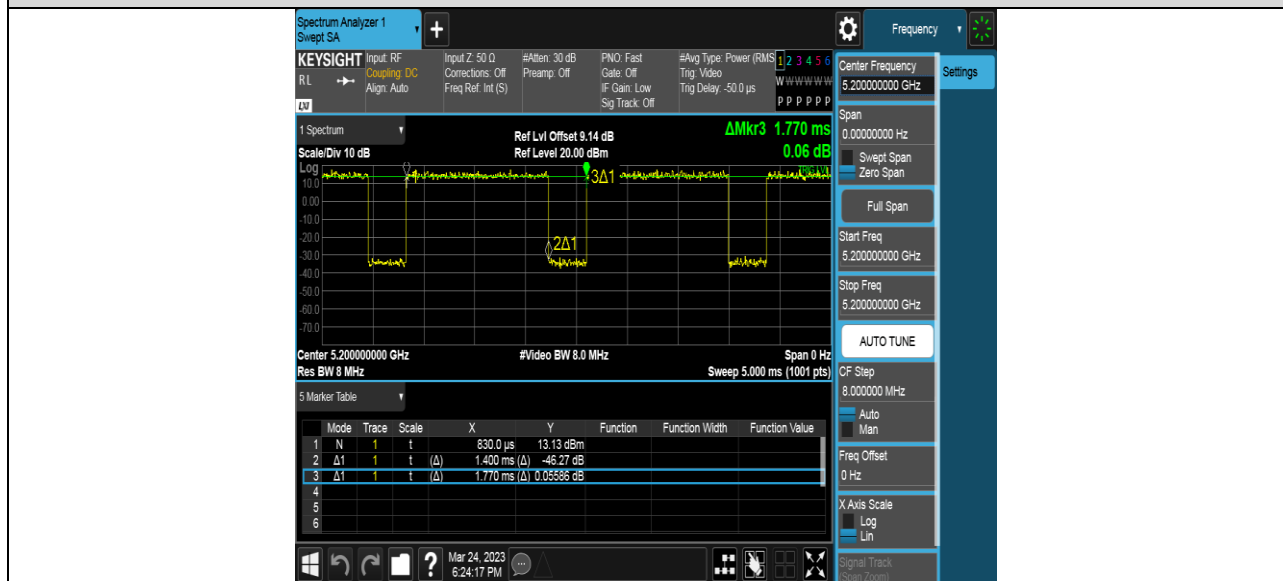 Spectrum Analyzer 1
Swept SA
+
Frequency
KEYSIGHT Input: RF Input Z: 50 Ω #Atten: 30 dB PNO: Fast #Avg Type: Power (RMS 1 2 3 4 5 6
RL Coupling: DC Corrections: Off Preamp: Off Gate: Off Trig: Video W W W W W W
Align: Auto Freq Ref: Int (S) IF Gain: Low Trig Delay: -50.0 µs
LXI Sig Track: Off P P P P P P
Center Frequency
5.200000000 GHz
Settings
Span
0.00000000 Hz
Swept Span
Zero Span
Full Span
Start Freq
5.200000000 GHz
Stop Freq
5.200000000 GHz
AUTO TUNE
CF Step
8.000000 MHz
Auto
Man
Freq Offset
0 Hz
X Axis Scale
Log
Lin
Signal Track
(Span Zoom)
1 Spectrum
Ref Lvl Offset 9.14 dB ΔMkr3 1.770 ms
Scale/Div 10 dB Ref Level 20.00 dBm 0.06 dB
Log
TRIG LVL
1 3Δ1
10.0
0.00
-10.0
-20.0
2Δ1
-30.0
-40.0
-50.0
-60.0
-70.0
Center 5.200000000 GHz #Video BW 8.0 MHz Span 0 Hz
Res BW 8 MHz Sweep 5.000 ms (1001 pts)
5 Marker Table
Mode Trace Scale X Y Function Function Width Function Value
1 N 1 t 830.0 µs 13.13 dBm
2 Δ1 1 t (Δ) 1.400 ms (Δ) -46.27 dB
3 Δ1 1 t (Δ) 1.770 ms (Δ) 0.05586 dB
4
5
6
? Mar 24, 2023
6:24:17 PM